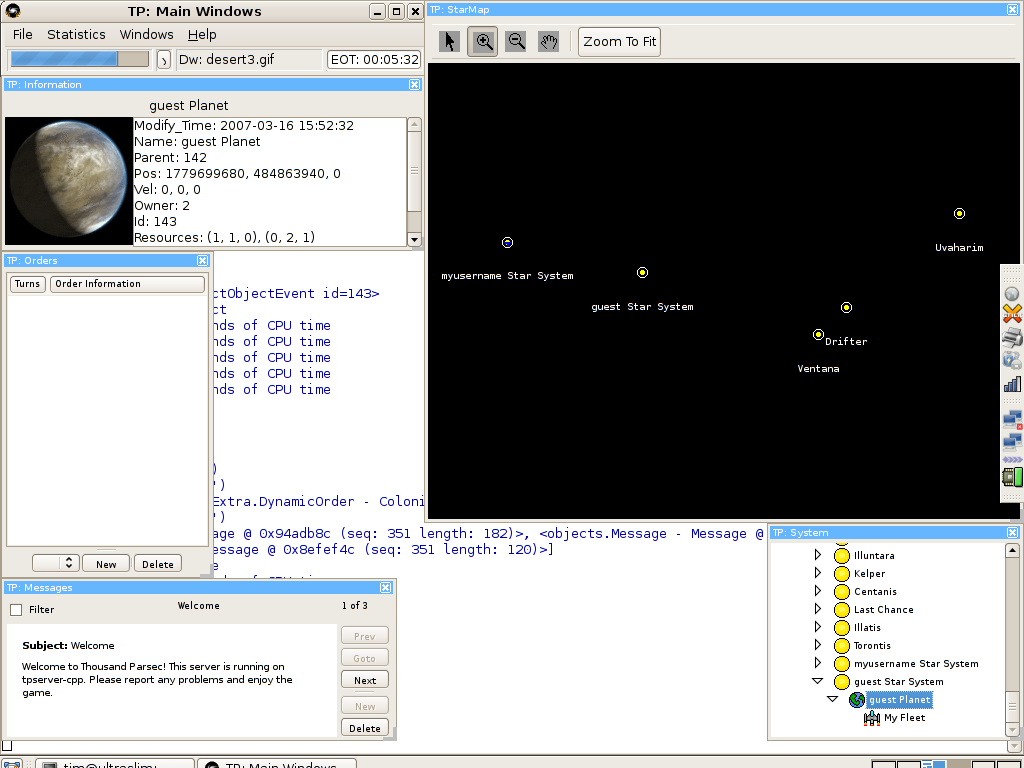 TP: Main Windows
File Statistics Windows Help
Dw: desert3.gif
EOT: 00:05:32
TP: Information
guest Planet
Modify_Time: 2007-03-16 15:52:32
Name: guest Planet
Parent: 142
Pos: 1779699680, 484863940, 0
Vel: 0, 0, 0
Owner: 2
Id: 143
Resources: (1, 1, 0), (0, 2, 1)
TP: Orders
Turns
Order Information
New
Delete
ctObjectEvent id=143>
ct
nds of CPU time
nds of CPU time
nds of CPU time
nds of CPU time
nds of CPU time
)
')
Extra.DynamicOrder - Coloni
')
age @ 0x94adb8c (seq: 351 length: 182)>, <objects.Message - Message @
essage @ 0x8efef4c (seq: 351 length: 120)>]
e
TP: Messages
Filter
Welcome
1 of 3
Subject: Welcome
Welcome to Thousand Parsec! This server is running on
tpserver-cpp. Please report any problems and enjoy the
game.
Prev
Goto
Next
New
Delete
TP: StarMap
Zoom To Fit
Uvaharim
myusername Star System
guest Star System
Drifter
Ventana
TP: System
Illuntara
Kelper
Centanis
Last Chance
Illatis
Torontis
myusername Star System
guest Star System
guest Planet
My Fleet
tim@ultraslim:
TP: Main Windows